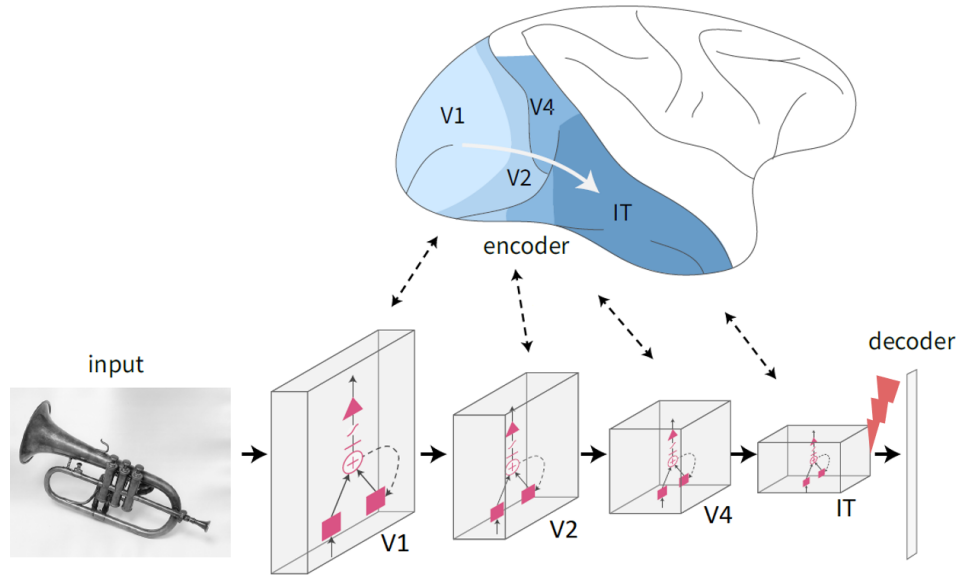 V1
V4
V2
IT
encoder
decoder
input
V1
V2
V4
IT